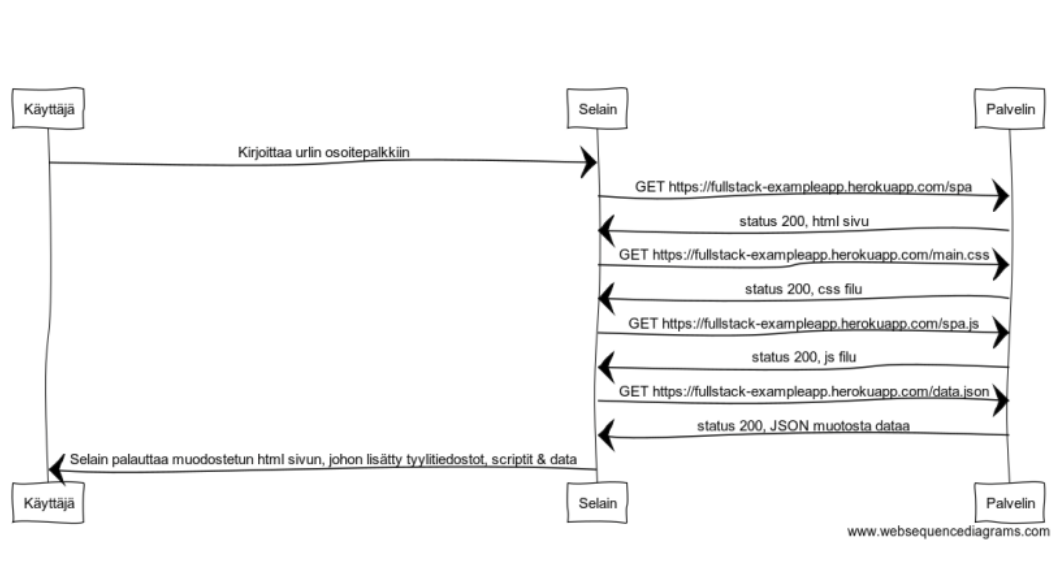 Käyttäjä Selain Palvelin
Kirjoittaa urlin osoitepalkkiin
GET https://fullstack-exampleapp.herokuapp.com/spa
status 200, html sivu
GET https://fullstack-exampleapp.herokuapp.com/main.css
status 200, css filu
GET https://fullstack-exampleapp.herokuapp.com/spa.js
status 200, js filu
GET https://fullstack-exampleapp.herokuapp.com/data.json
status 200, JSON muotosta dataa
Selain palauttaa muodostetun html sivun, johon lisätty tyylitiedostot, scriptit & data
Käyttäjä Selain Palvelin
www.websequencediagrams.com